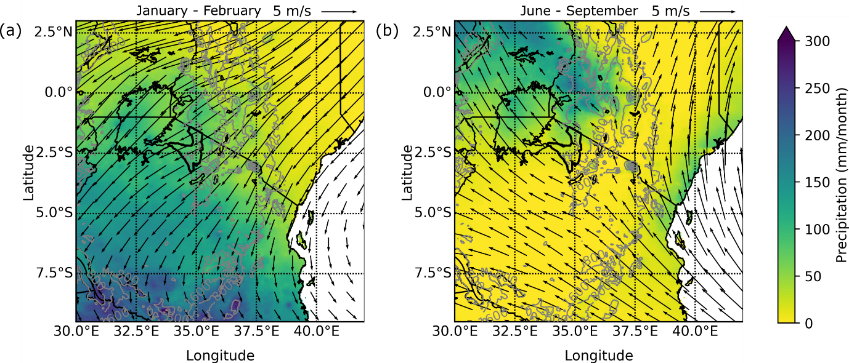 January - February 5 m/s
June - September 5 m/s
(a)
(b)
2.5°N
0.0°
2.5°S
5.0°S
7.5°S
Latitude
30.0°E 32.5°E 35.0°E 37.5°E 40.0°E
Longitude
2.5°N
0.0°
2.5°S
5.0°S
7.5°S
Latitude
30.0°E 32.5°E 35.0°E 37.5°E 40.0°E
Longitude
300
250
200
150
100
50
0
Precipitation (mm/month)